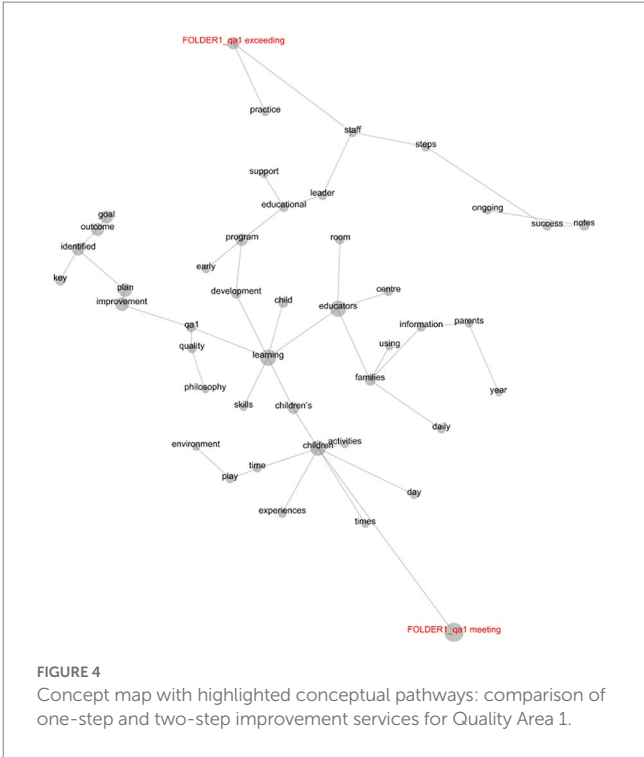 FOLDER1_qa1 exceeding
practice
staff
steps
support
leader
educational
ongoing
goal
success
notes
outcome
program
room
identified
early
key
plan
development
child
centre
improvement
educators
qa1
information
parents
using
quality
learning
families
philosophy
year
skills
children's
daily
environment
children
activities
time
play
day
experiences
times
FOLDER1_qa1 meeting
FIGURE 4
Concept map with highlighted conceptual pathways: comparison of
one-step and two-step improvement services for Quality Area 1.